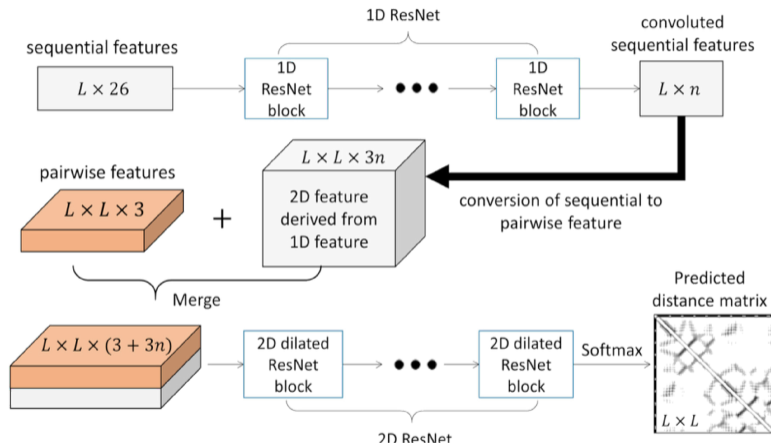 1D ResNet
sequential features
L × 26
1D
ResNet
block
1D
ResNet
block
convoluted
sequential features
L × n
pairwise features
L × L × 3
+
L × L × 3n
2D feature
derived from
1D feature
conversion of sequential to
pairwise feature
Merge
L × L × (3 + 3n)
2D dilated
ResNet
block
2D dilated
ResNet
block
Softmax
Predicted
distance matrix
L × L
2D ResNet